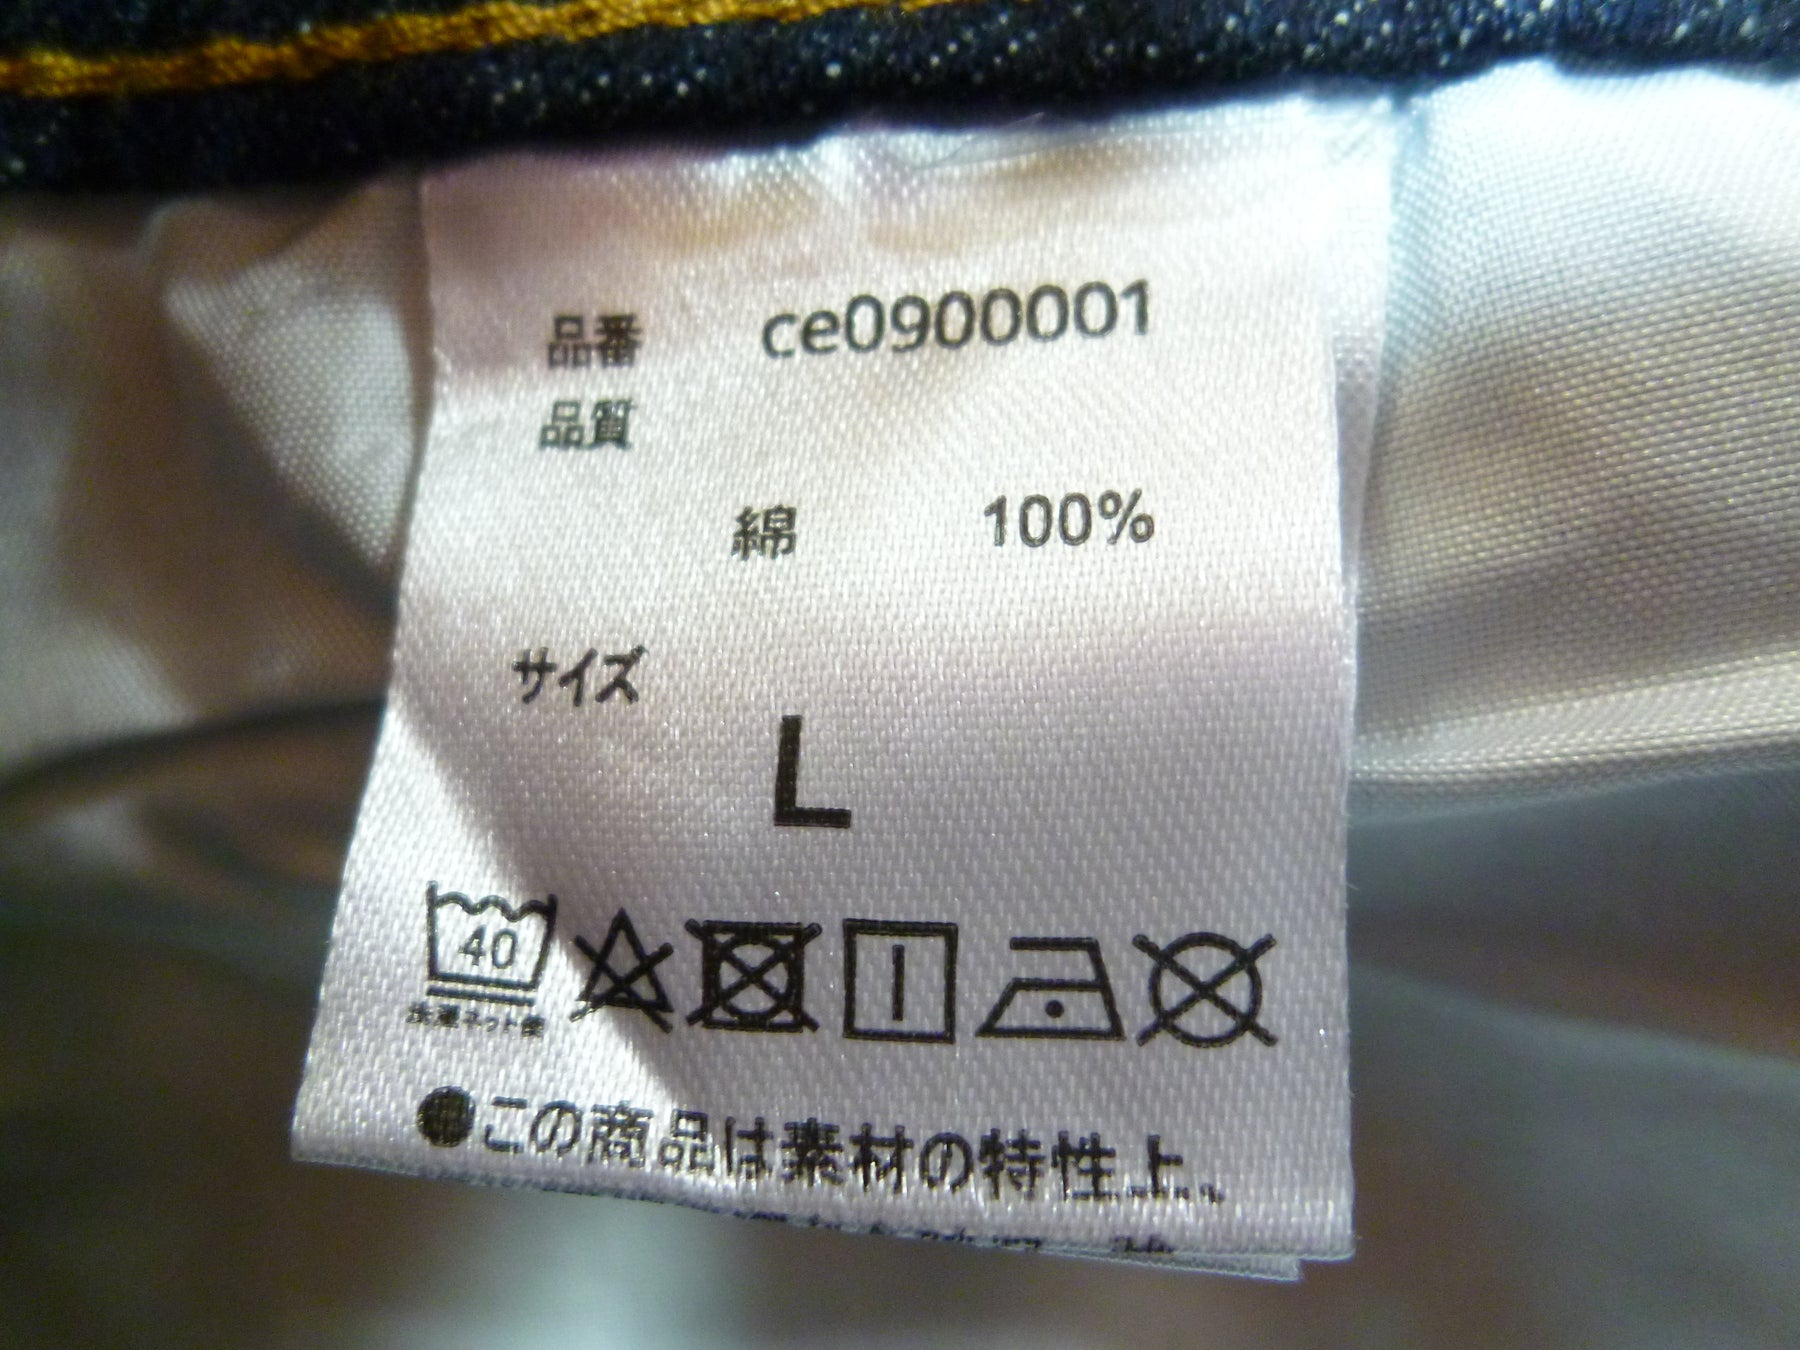 品番 ce0900001
品質
綿 100%
サイズ
L
40
洗濯ネット使用
●この商品は素材の特性上、